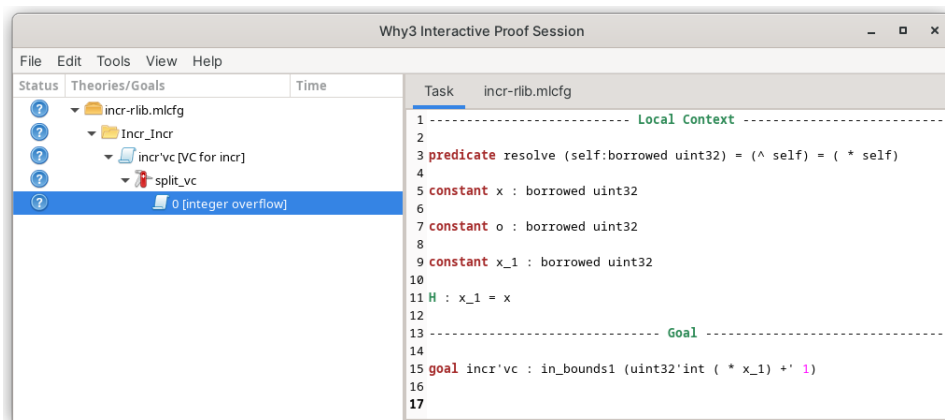 Why3 Interactive Proof Session
File Edit Tools View Help
Status Theories/Goals Time
incr-rlib.mlcfg
Incr_Incr
incr'vc [VC for incr]
split_vc
0 [integer overflow]
Task incr-rlib.mlcfg
1 --------------------------- Local Context ---------------------------
2
3 predicate resolve (self:borrowed uint32) = (^ self) = ( * self)
4
5 constant x : borrowed uint32
6
7 constant o : borrowed uint32
8
9 constant x_1 : borrowed uint32
10
11 H : x_1 = x
12
13 ------------------------------- Goal --------------------------------
14
15 goal incr'vc : in_bounds1 (uint32'int ( * x_1) +' 1)
16
17